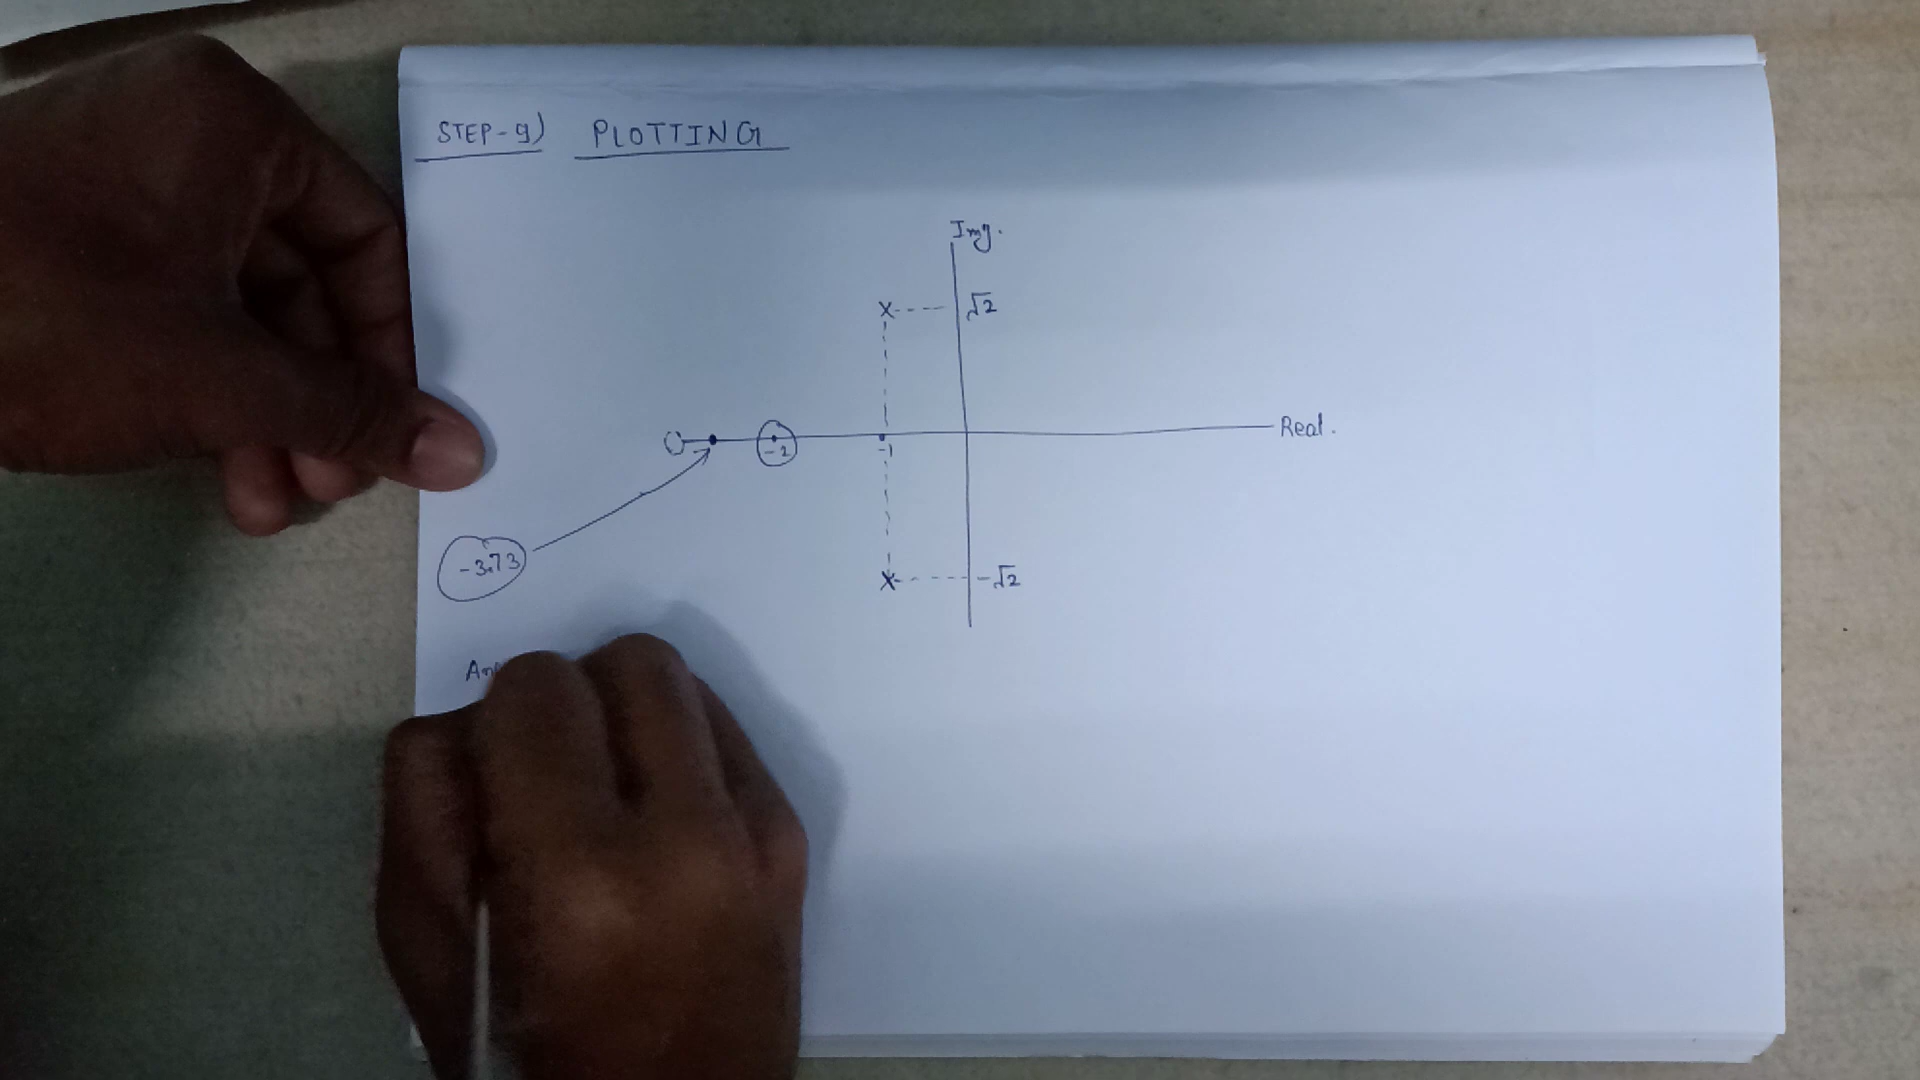 STEP-9) PLOTTING
Img.
x √2
-2 -1 Real.
-3.73
x -√2